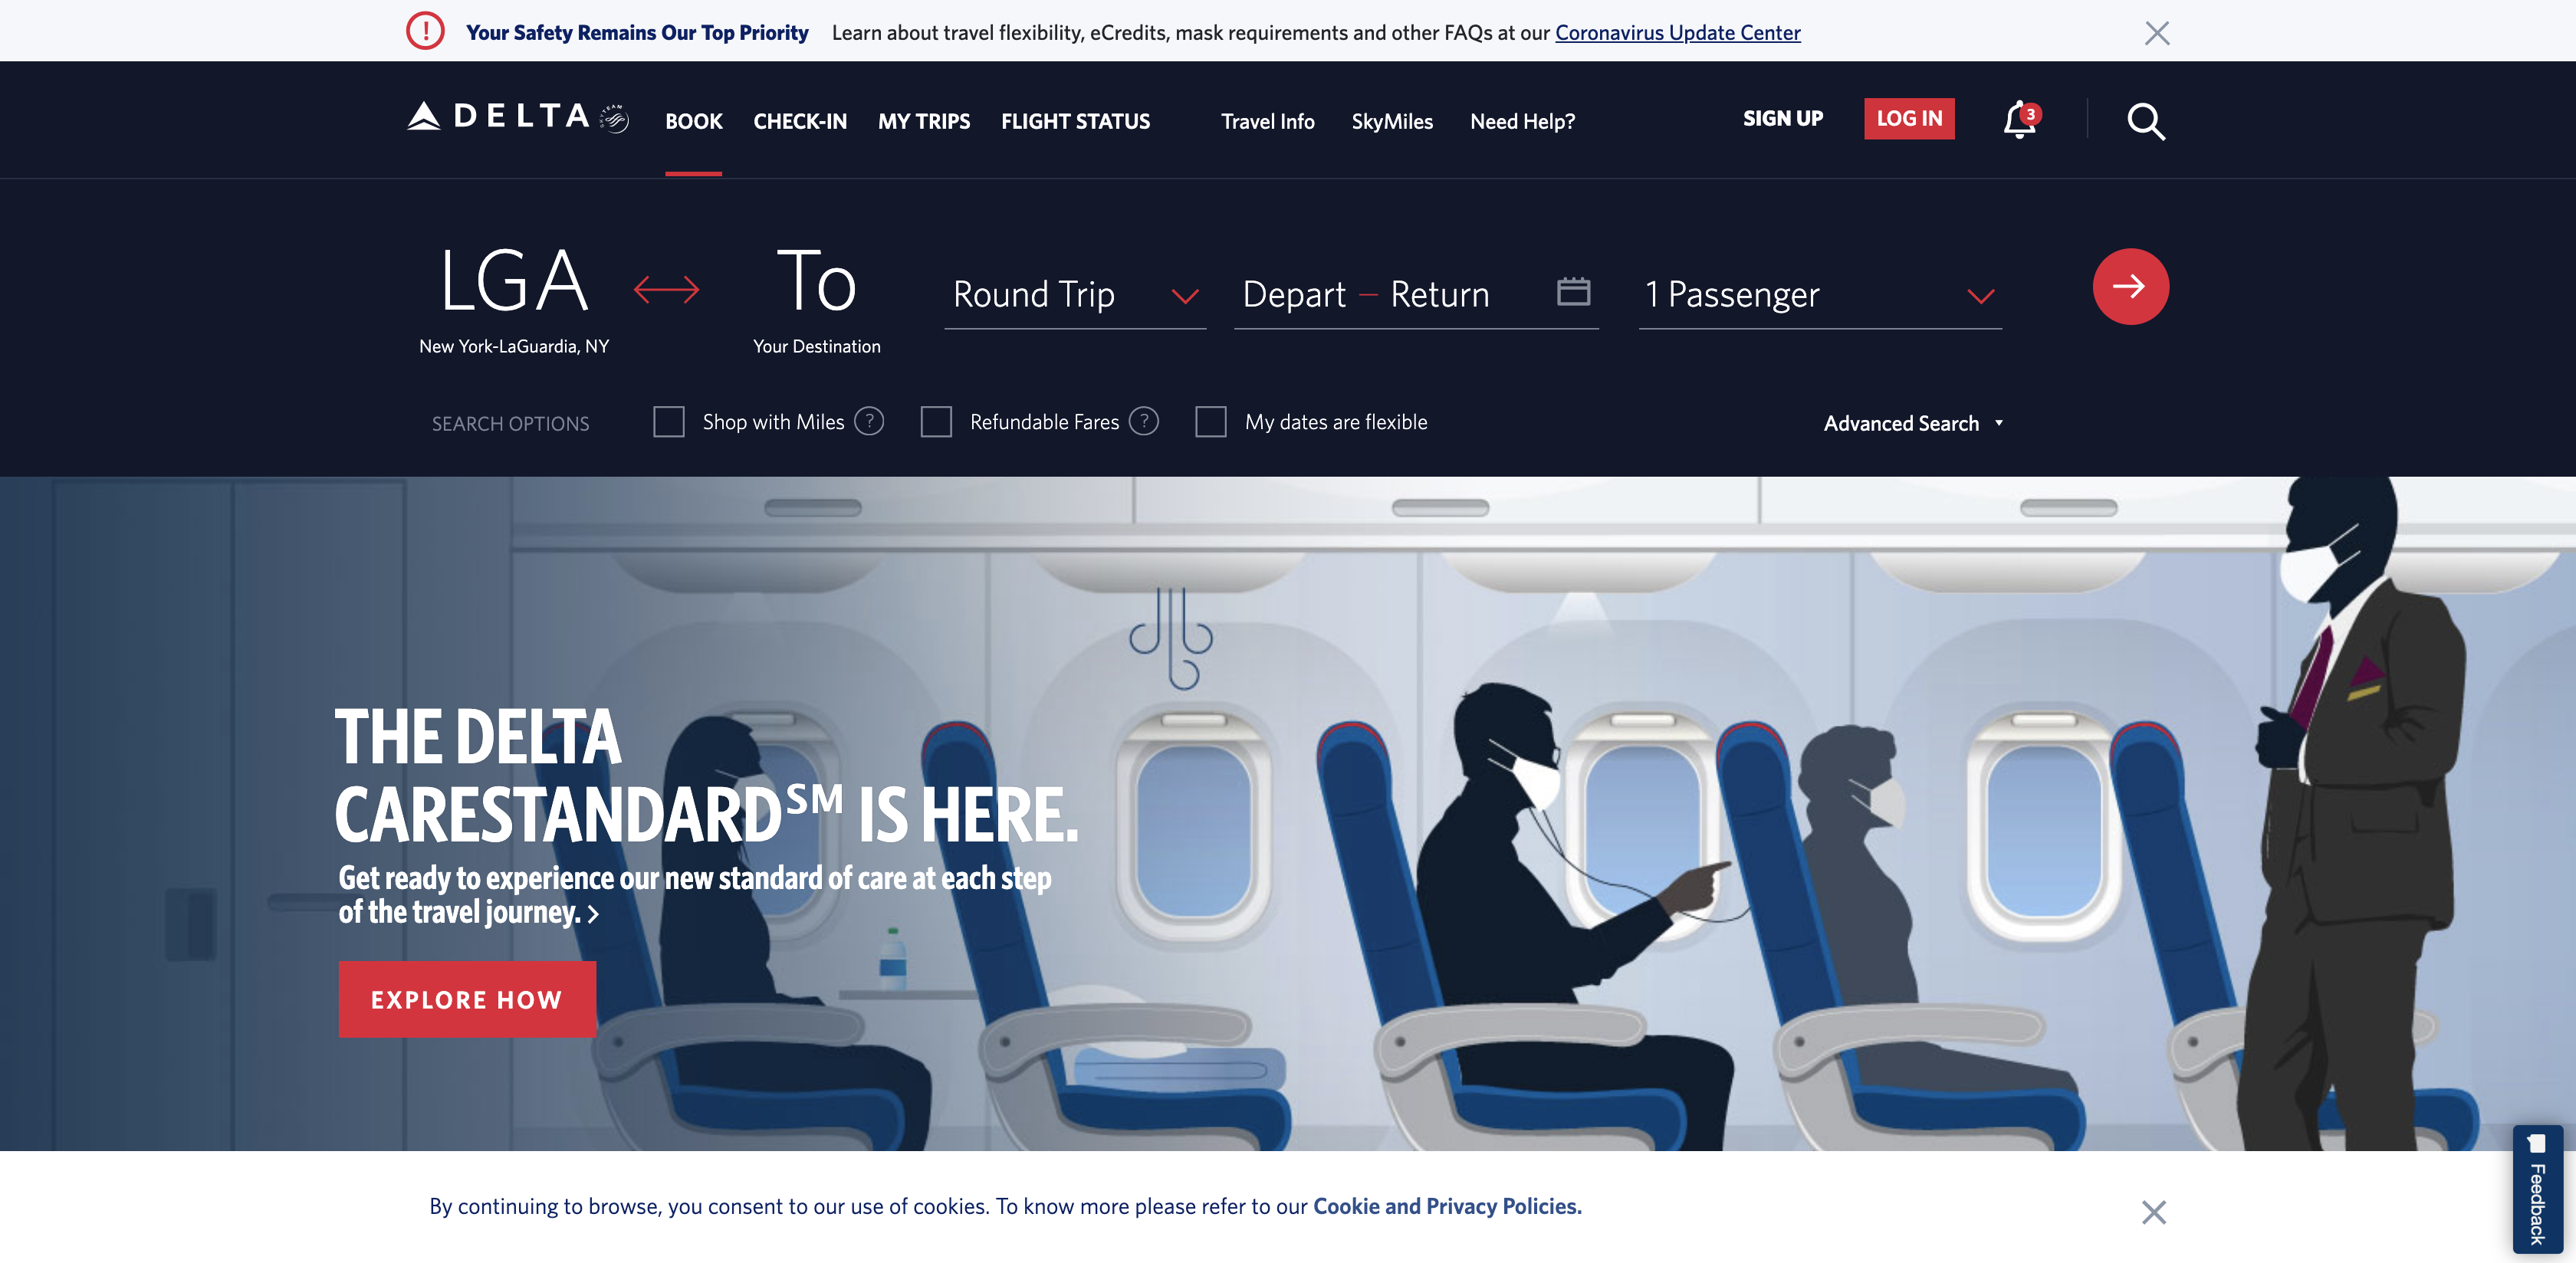 Your Safety Remains Our Top Priority Learn about travel flexibility, eCredits, mask requirements and other FAQs at our Coronavirus Update Center
DELTA BOOK CHECK-IN MY TRIPS FLIGHT STATUS Travel Info SkyMiles Need Help? SIGN UP LOG IN 3
LGA To Round Trip Depart – Return 1 Passenger
New York-LaGuardia, NY Your Destination
SEARCH OPTIONS Shop with Miles ? Refundable Fares ? My dates are flexible Advanced Search
THE DELTA
CARESTANDARD℠ IS HERE.
Get ready to experience our new standard of care at each step
of the travel journey. >
EXPLORE HOW
Feedback
By continuing to browse, you consent to our use of cookies. To know more please refer to our Cookie and Privacy Policies.